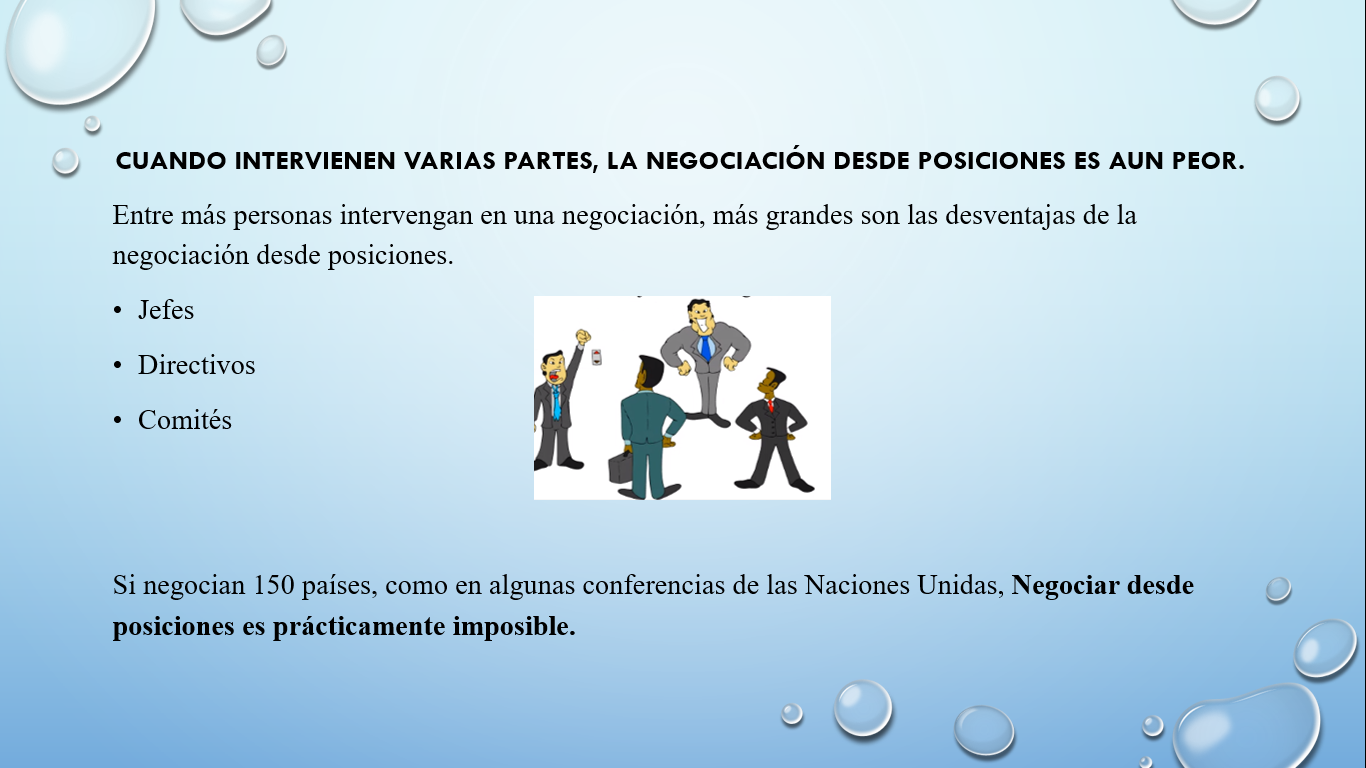 CUANDO INTERVIENEN VARIAS PARTES, LA NEGOCIACIÓN DESDE POSICIONES ES AUN PEOR.
Entre más personas intervengan en una negociación, más grandes son las desventajas de la
negociación desde posiciones.
• Jefes
• Directivos
• Comités
Si negocian 150 países, como en algunas conferencias de las Naciones Unidas, Negociar desde
posiciones es prácticamente imposible.